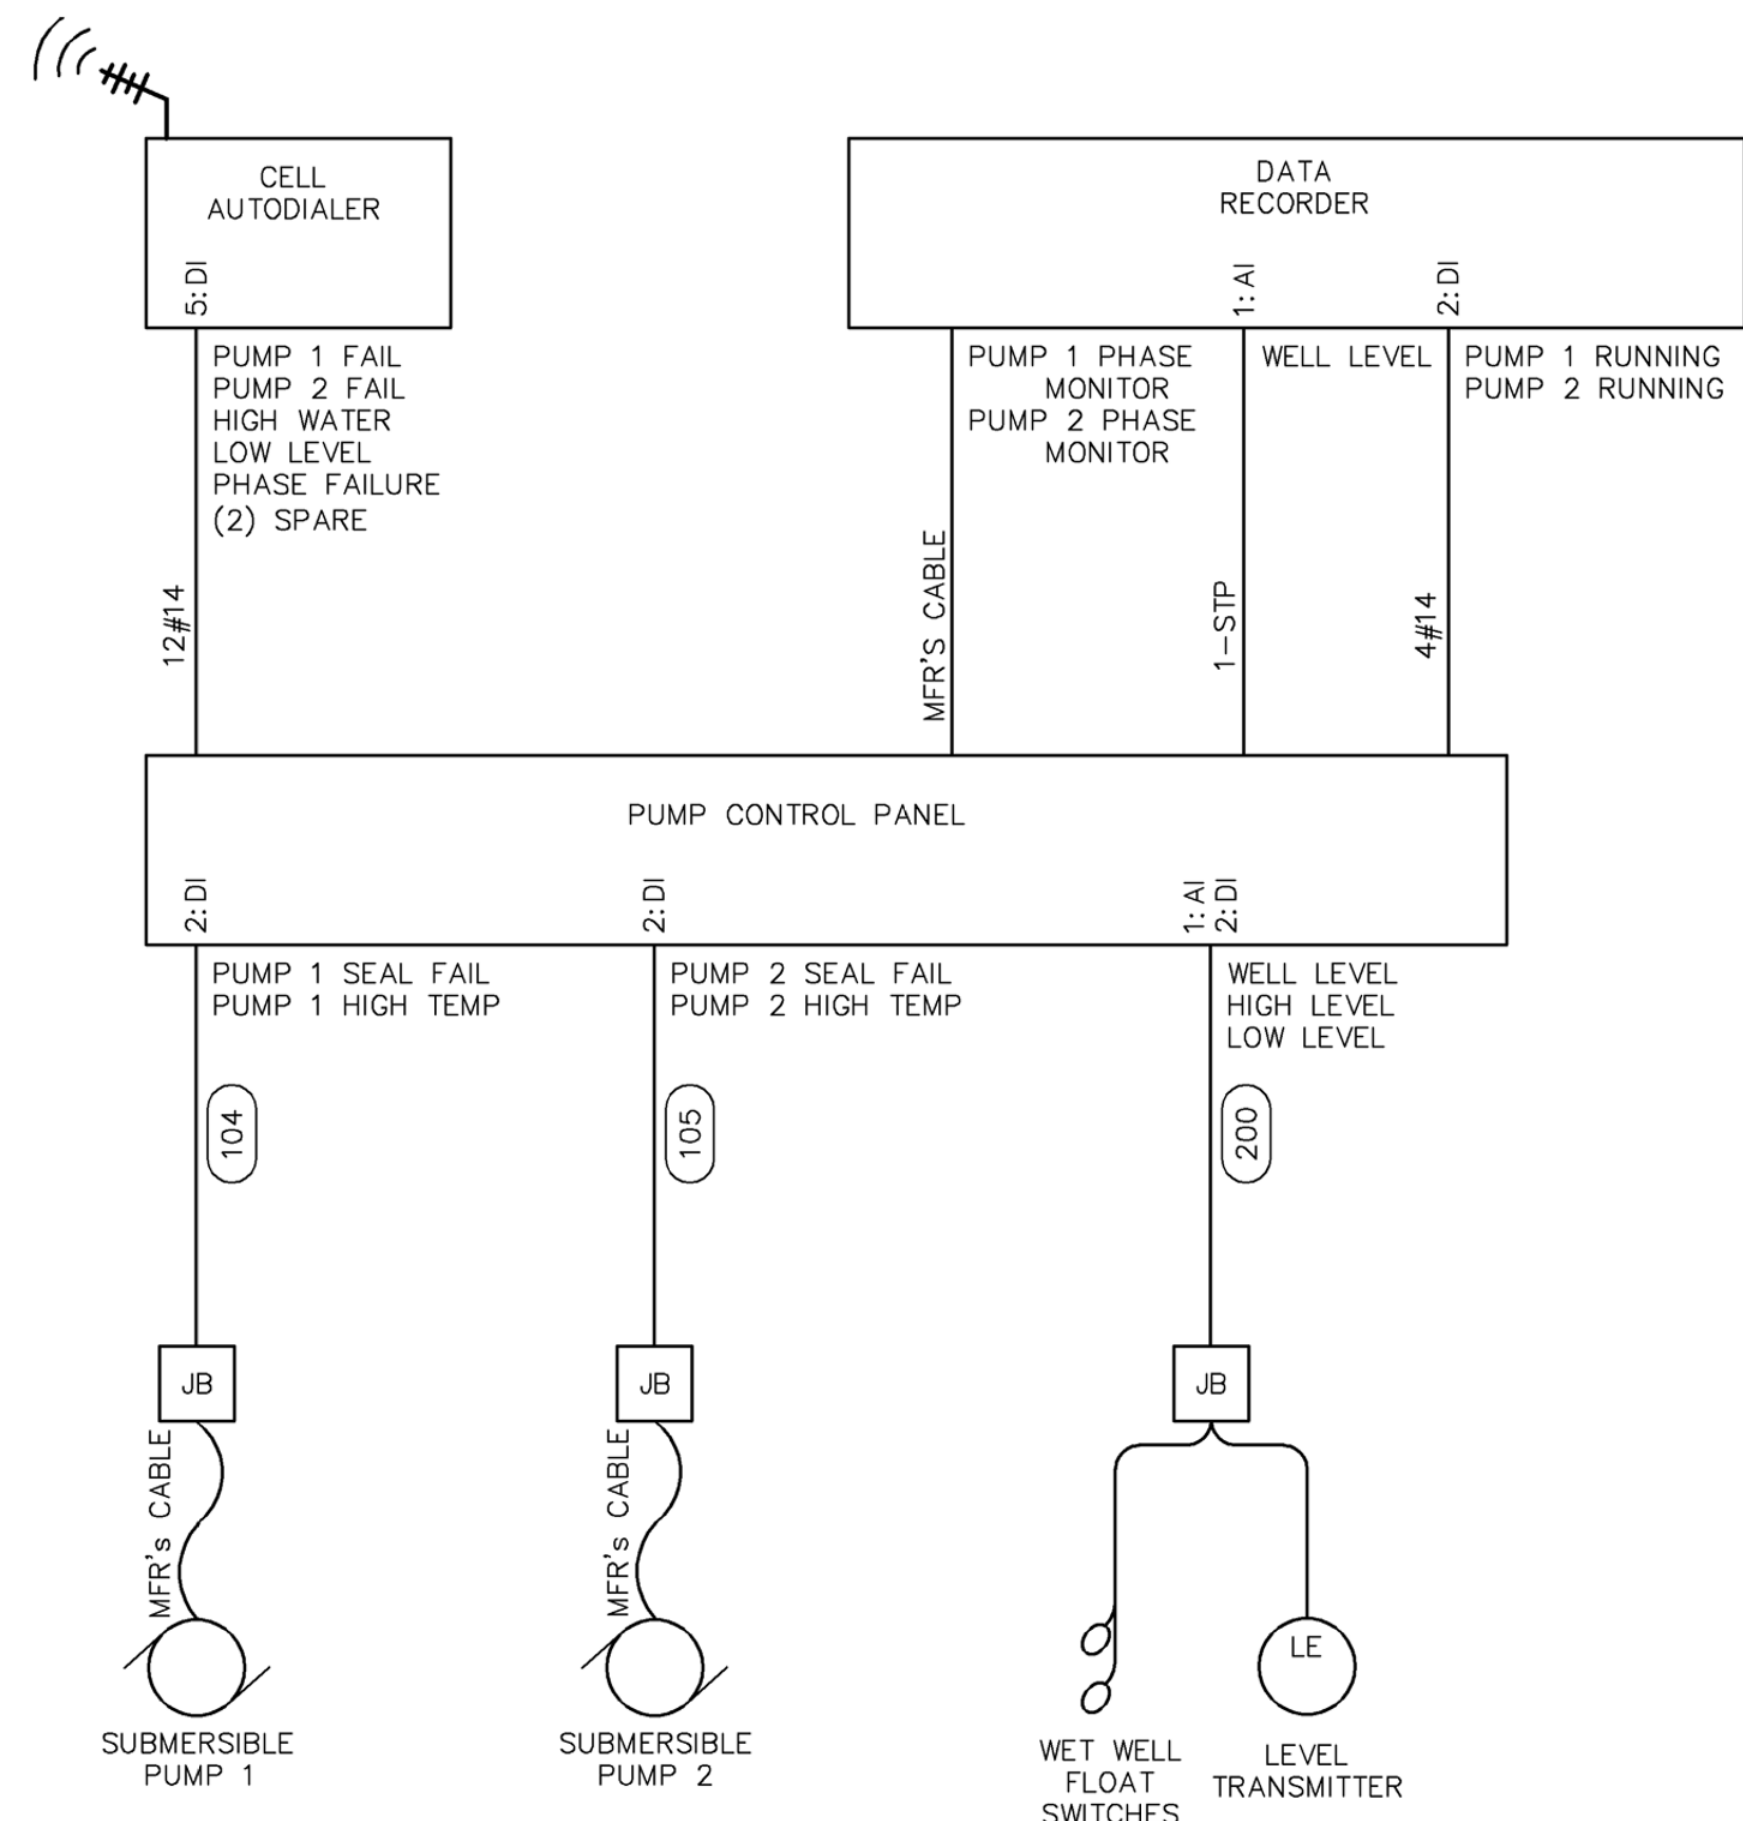 CELL
AUTODIALER
5:DI
DATA
RECORDER
1:AI
2:DI
PUMP 1 FAIL
PUMP 2 FAIL
HIGH WATER
LOW LEVEL
PHASE FAILURE
(2) SPARE
12#14
PUMP 1 PHASE
MONITOR
PUMP 2 PHASE
MONITOR
MFR'S CABLE
WELL LEVEL
1-STP
PUMP 1 RUNNING
PUMP 2 RUNNING
4#14
PUMP CONTROL PANEL
2:DI
2:DI
1:AI
2:DI
PUMP 1 SEAL FAIL
PUMP 1 HIGH TEMP
104
PUMP 2 SEAL FAIL
PUMP 2 HIGH TEMP
105
WELL LEVEL
HIGH LEVEL
LOW LEVEL
200
JB
JB
JB
MFR's CABLE
MFR's CABLE
LE
SUBMERSIBLE
PUMP 1
SUBMERSIBLE
PUMP 2
WET WELL
FLOAT
SWITCHES
LEVEL
TRANSMITTER